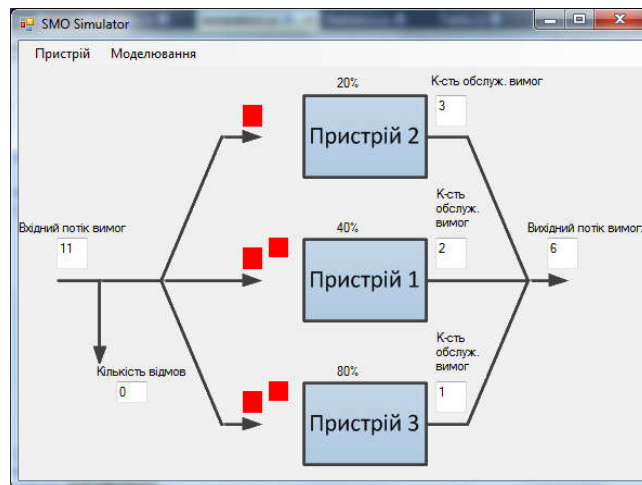 SMO Simulator
Пристрій Моделювання
20%
К-сть обслуж. вимог
3
Пристрій 2
Вхідний потік вимог
11
40%
К-сть
обслуж.
вимог
2
Пристрій 1
Вихідний потік вимог:
6
Кількість відмов
0
80%
К-сть
обслуж.
вимог
1
Пристрій 3